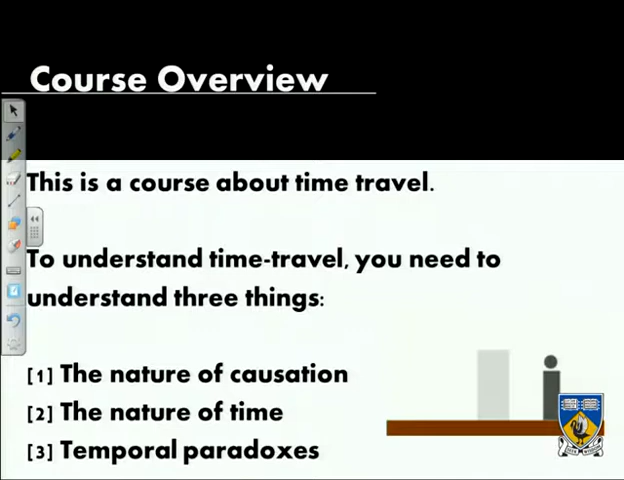 Course Overview
This is a course about time travel.
To understand time-travel, you need to
understand three things:
[1] The nature of causation
[2] The nature of time
[3] Temporal paradoxes